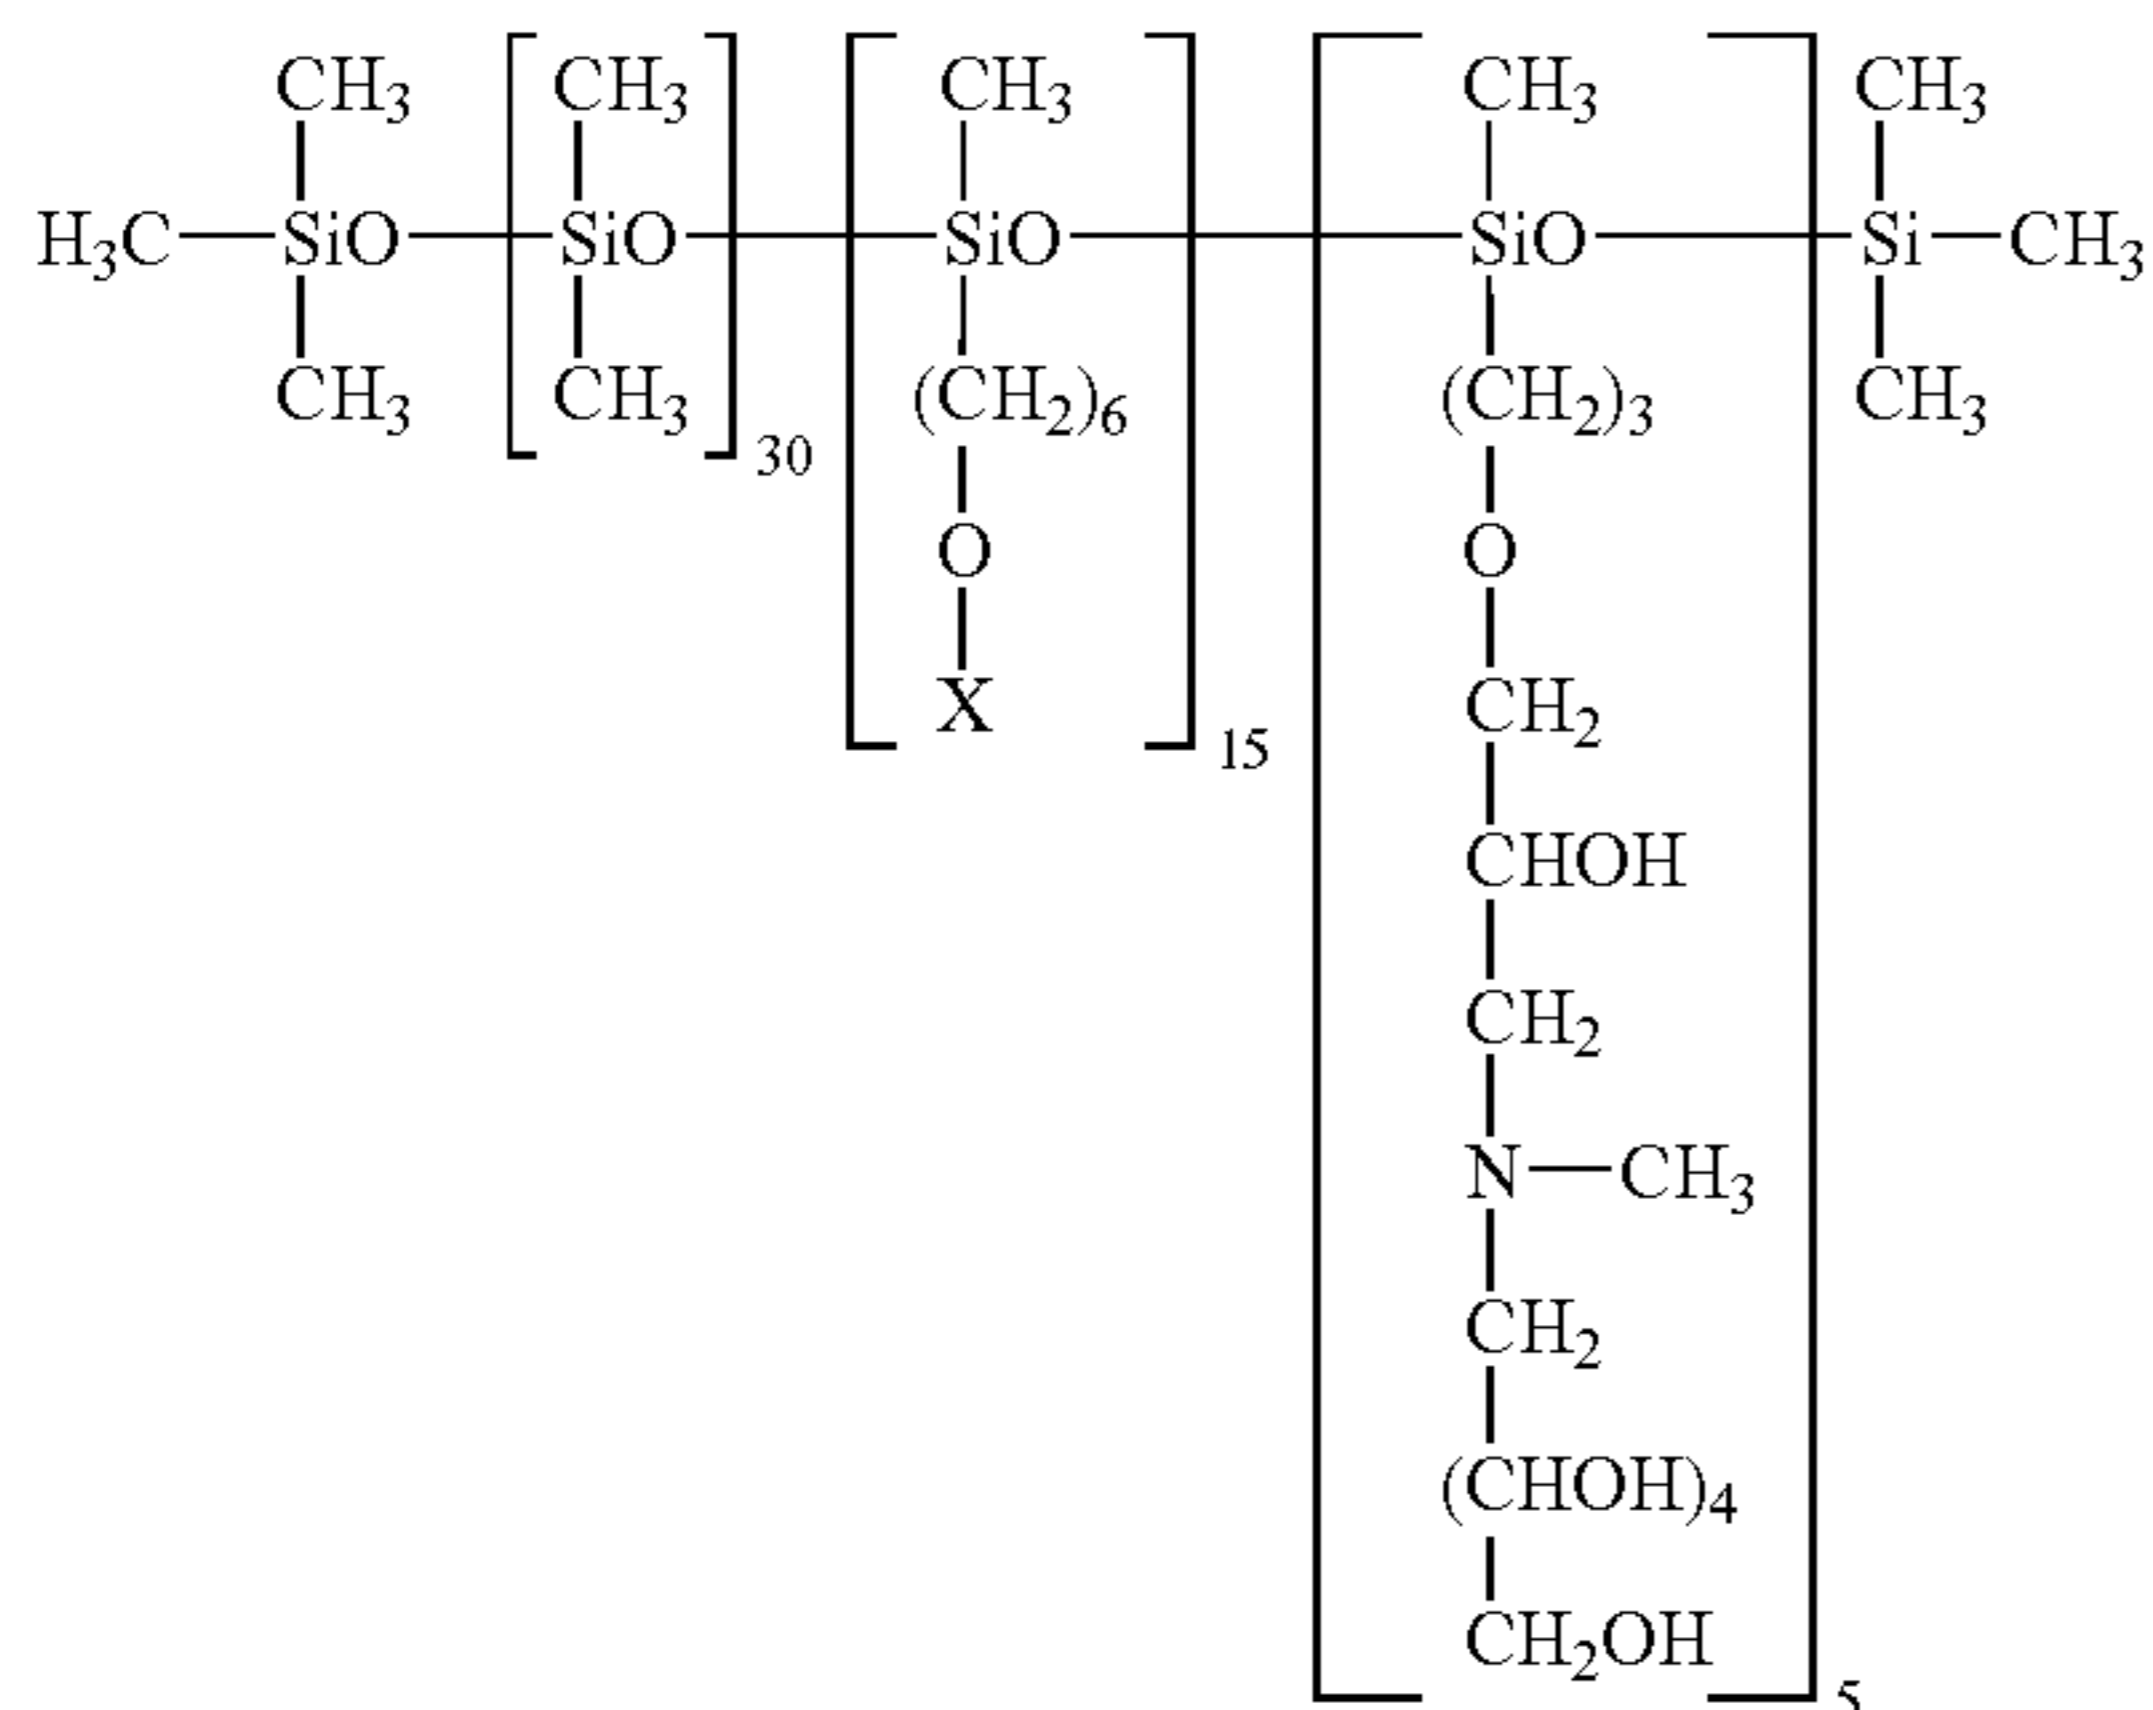 CH₃ CH₃ CH₃ CH₃ CH₃
H₃C SiO SiO SiO SiO Si CH₃
CH₃ CH₃ (CH₂)₆ (CH₂)₃ CH₃
30
O O
X CH₂
15
CHOH
CH₂
N CH₃
CH₂
(CHOH)₄
CH₂OH
5